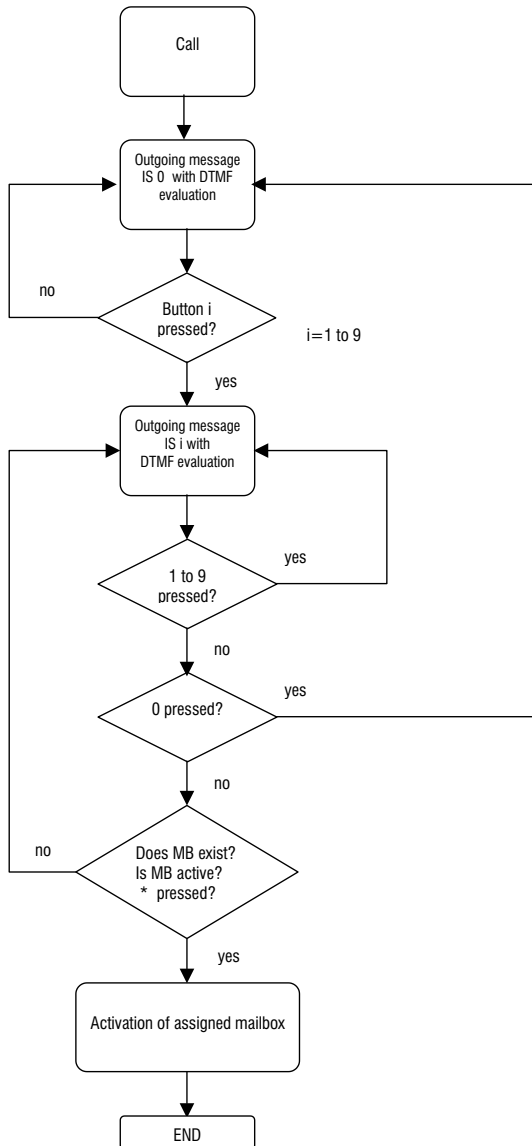 Call
Outgoing message
IS 0 with DTMF
evaluation
no
Button i
pressed?
i=1 to 9
yes
Outgoing message
IS i with
DTMF evaluation
yes
1 to 9
pressed?
no
yes
0 pressed?
no
no
Does MB exist?
Is MB active?
* pressed?
yes
Activation of assigned mailbox
END